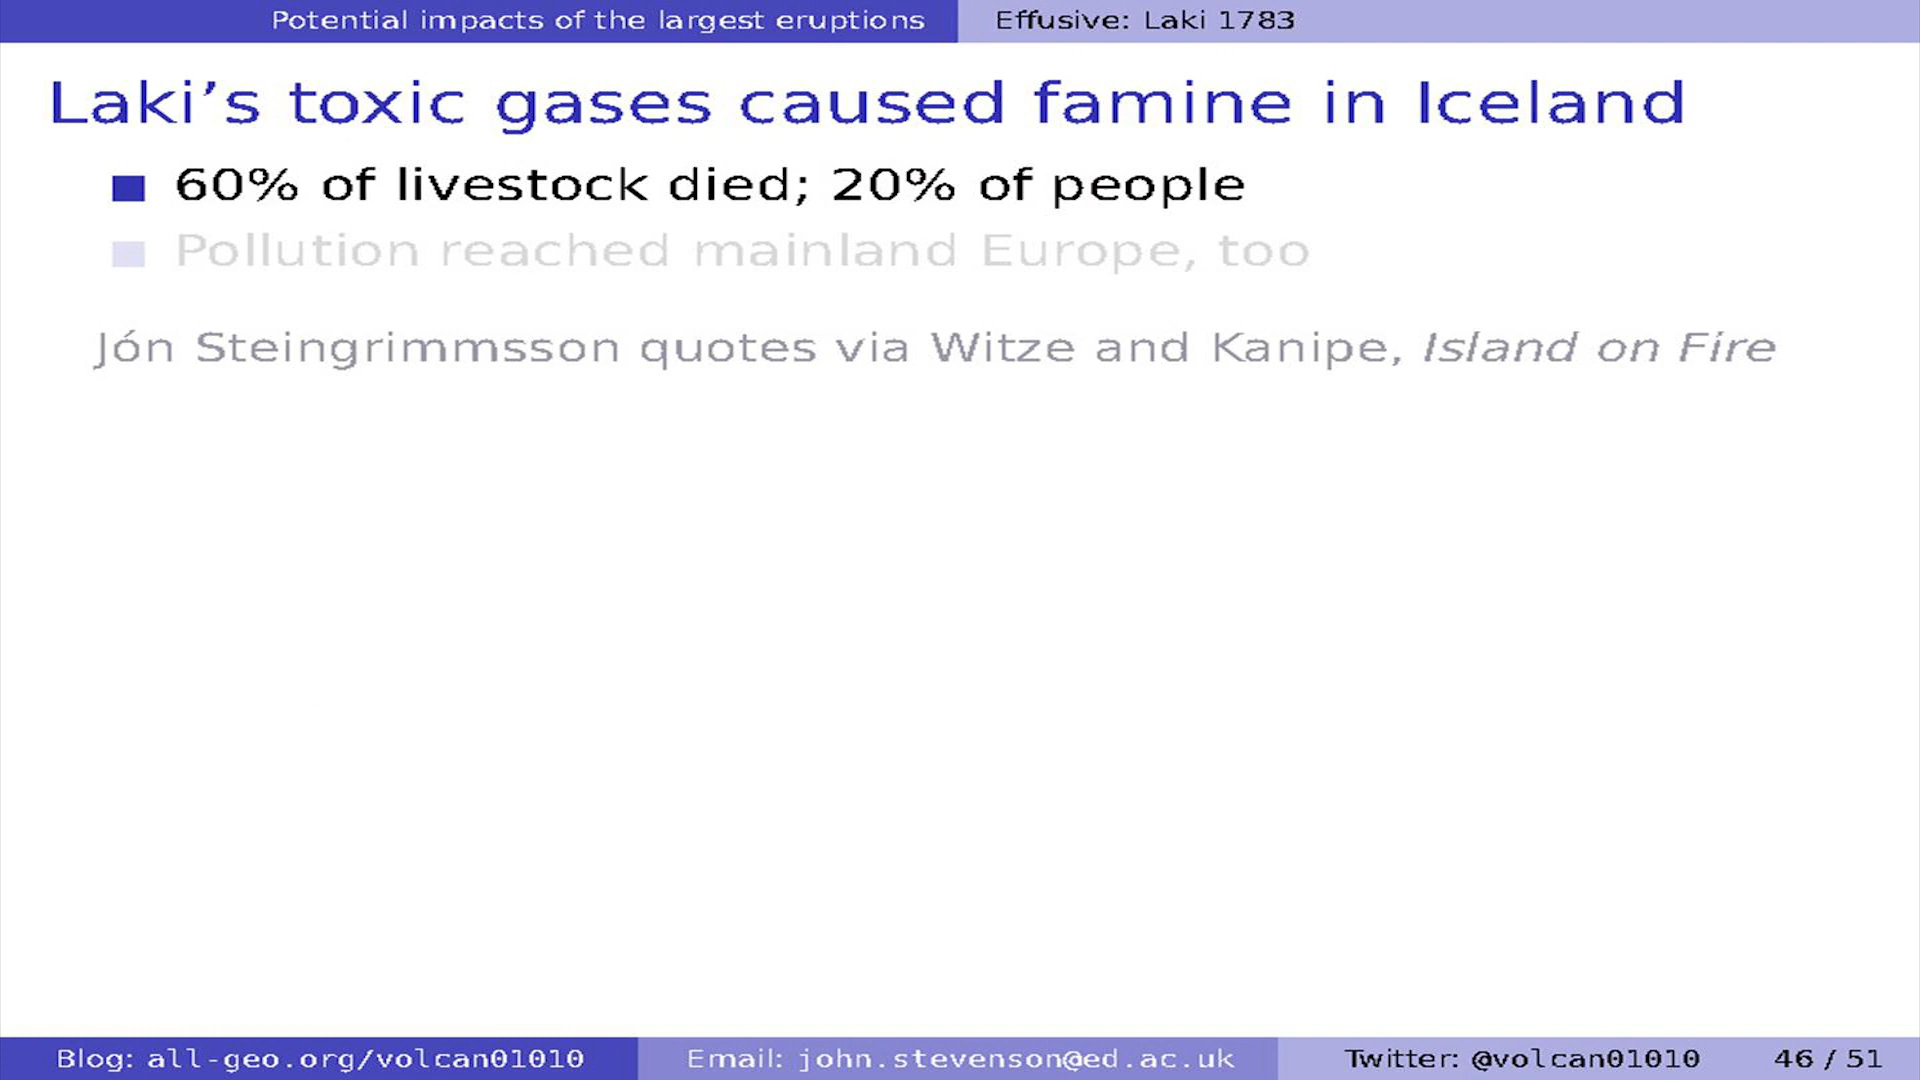 Potential impacts of the largest eruptions Effusive: Laki 1783
Laki’s toxic gases caused famine in Iceland
60% of livestock died; 20% of people
Pollution reached mainland Europe, too
Jón Steingrimmsson quotes via Witze and Kanipe, Island on Fire
Blog: all-geo.org/volcan01010 Email: john.stevenson@ed.ac.uk Twitter: @volcan01010 46 / 51